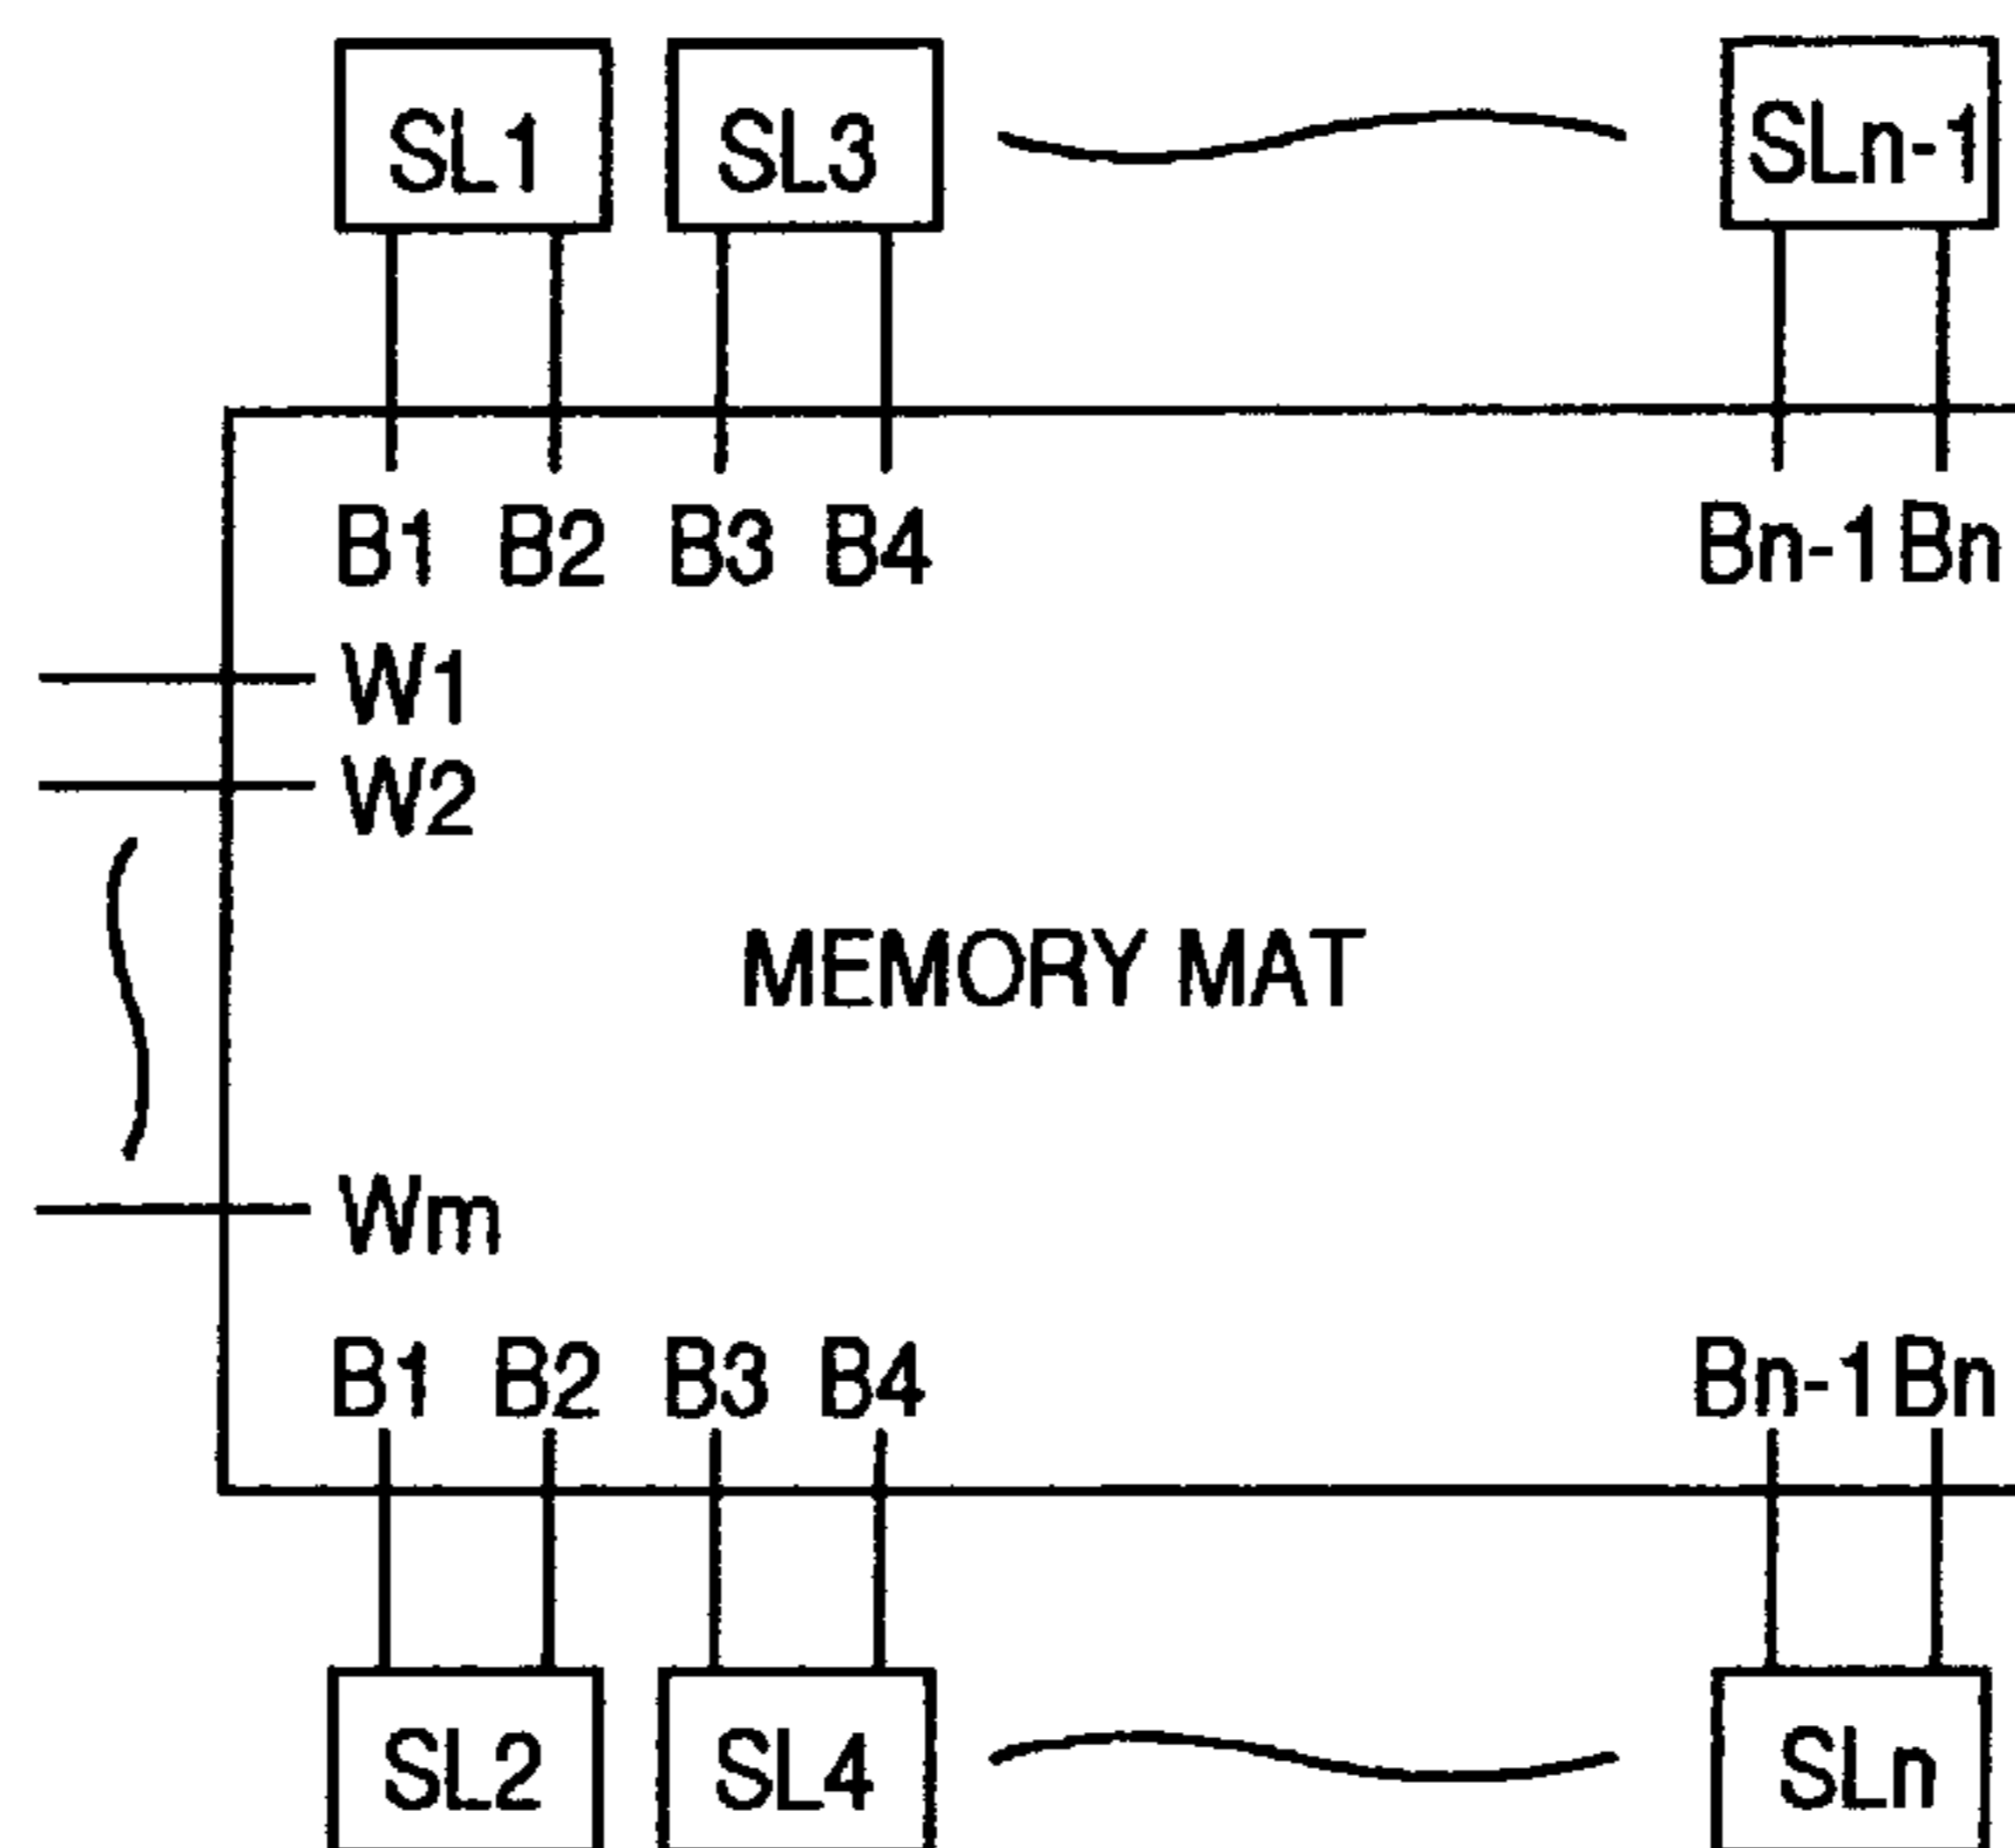 SL1 SL3 SLn-1
B1 B2 B3 B4 Bn-1 Bn
W1
W2
MEMORY MAT
Wm
B1 B2 B3 B4 Bn-1 Bn
SL2 SL4 SLn